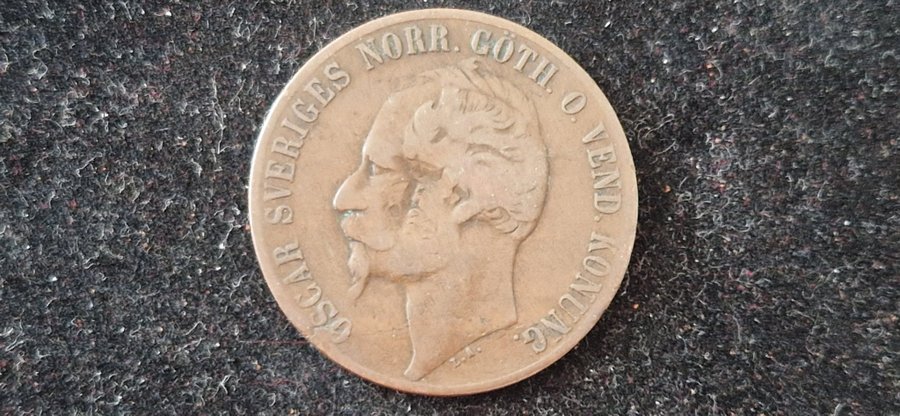 OSCAR SVERIGES NORR. GÖTH. O. VEND. KONUNG.
L.A.